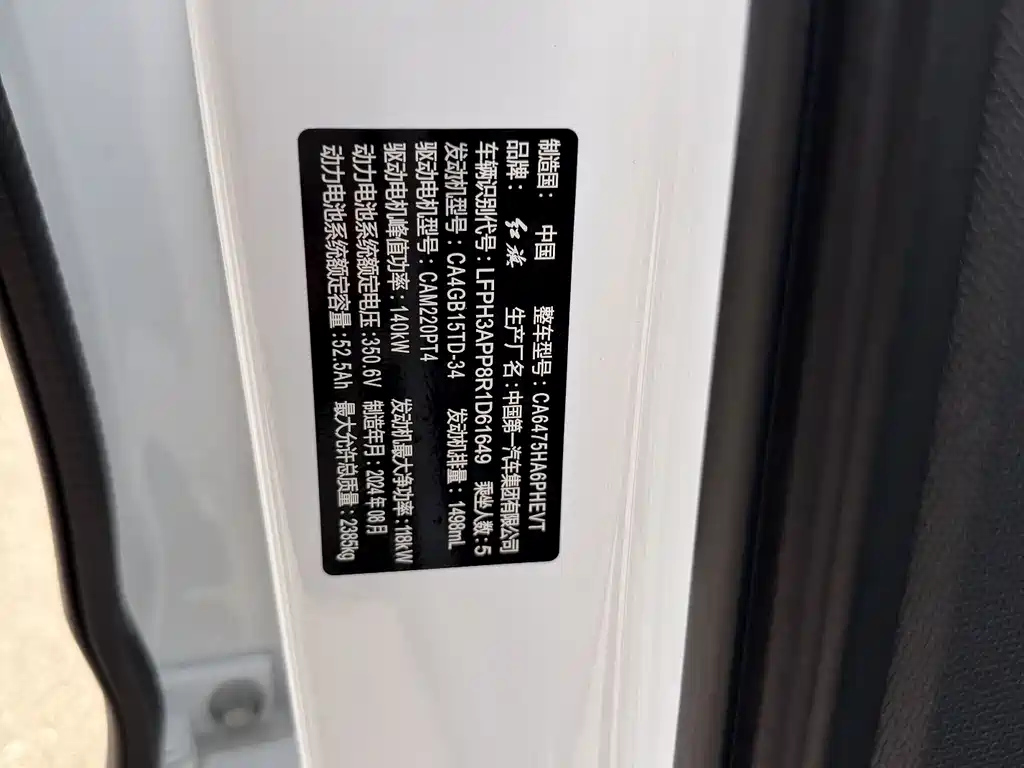 制造国: 中国 整车型号:CA6475HA6PHEVT
品牌: 红旗 生产厂名:中国第一汽车集团有限公司
车辆识别代号:LFPH3APP8R1D61649 乘坐人数:5
发动机型号:CA4GB15TD-34 发动机排量:1498mL
驱动电机型号:CAM220PT4
驱动电机峰值功率:140kW 发动机最大净功率:118kW
动力电池系统额定电压:350.6V 制造年月:2024年08月
动力电池系统额定容量:52.5Ah 最大允许总质量:2385kg